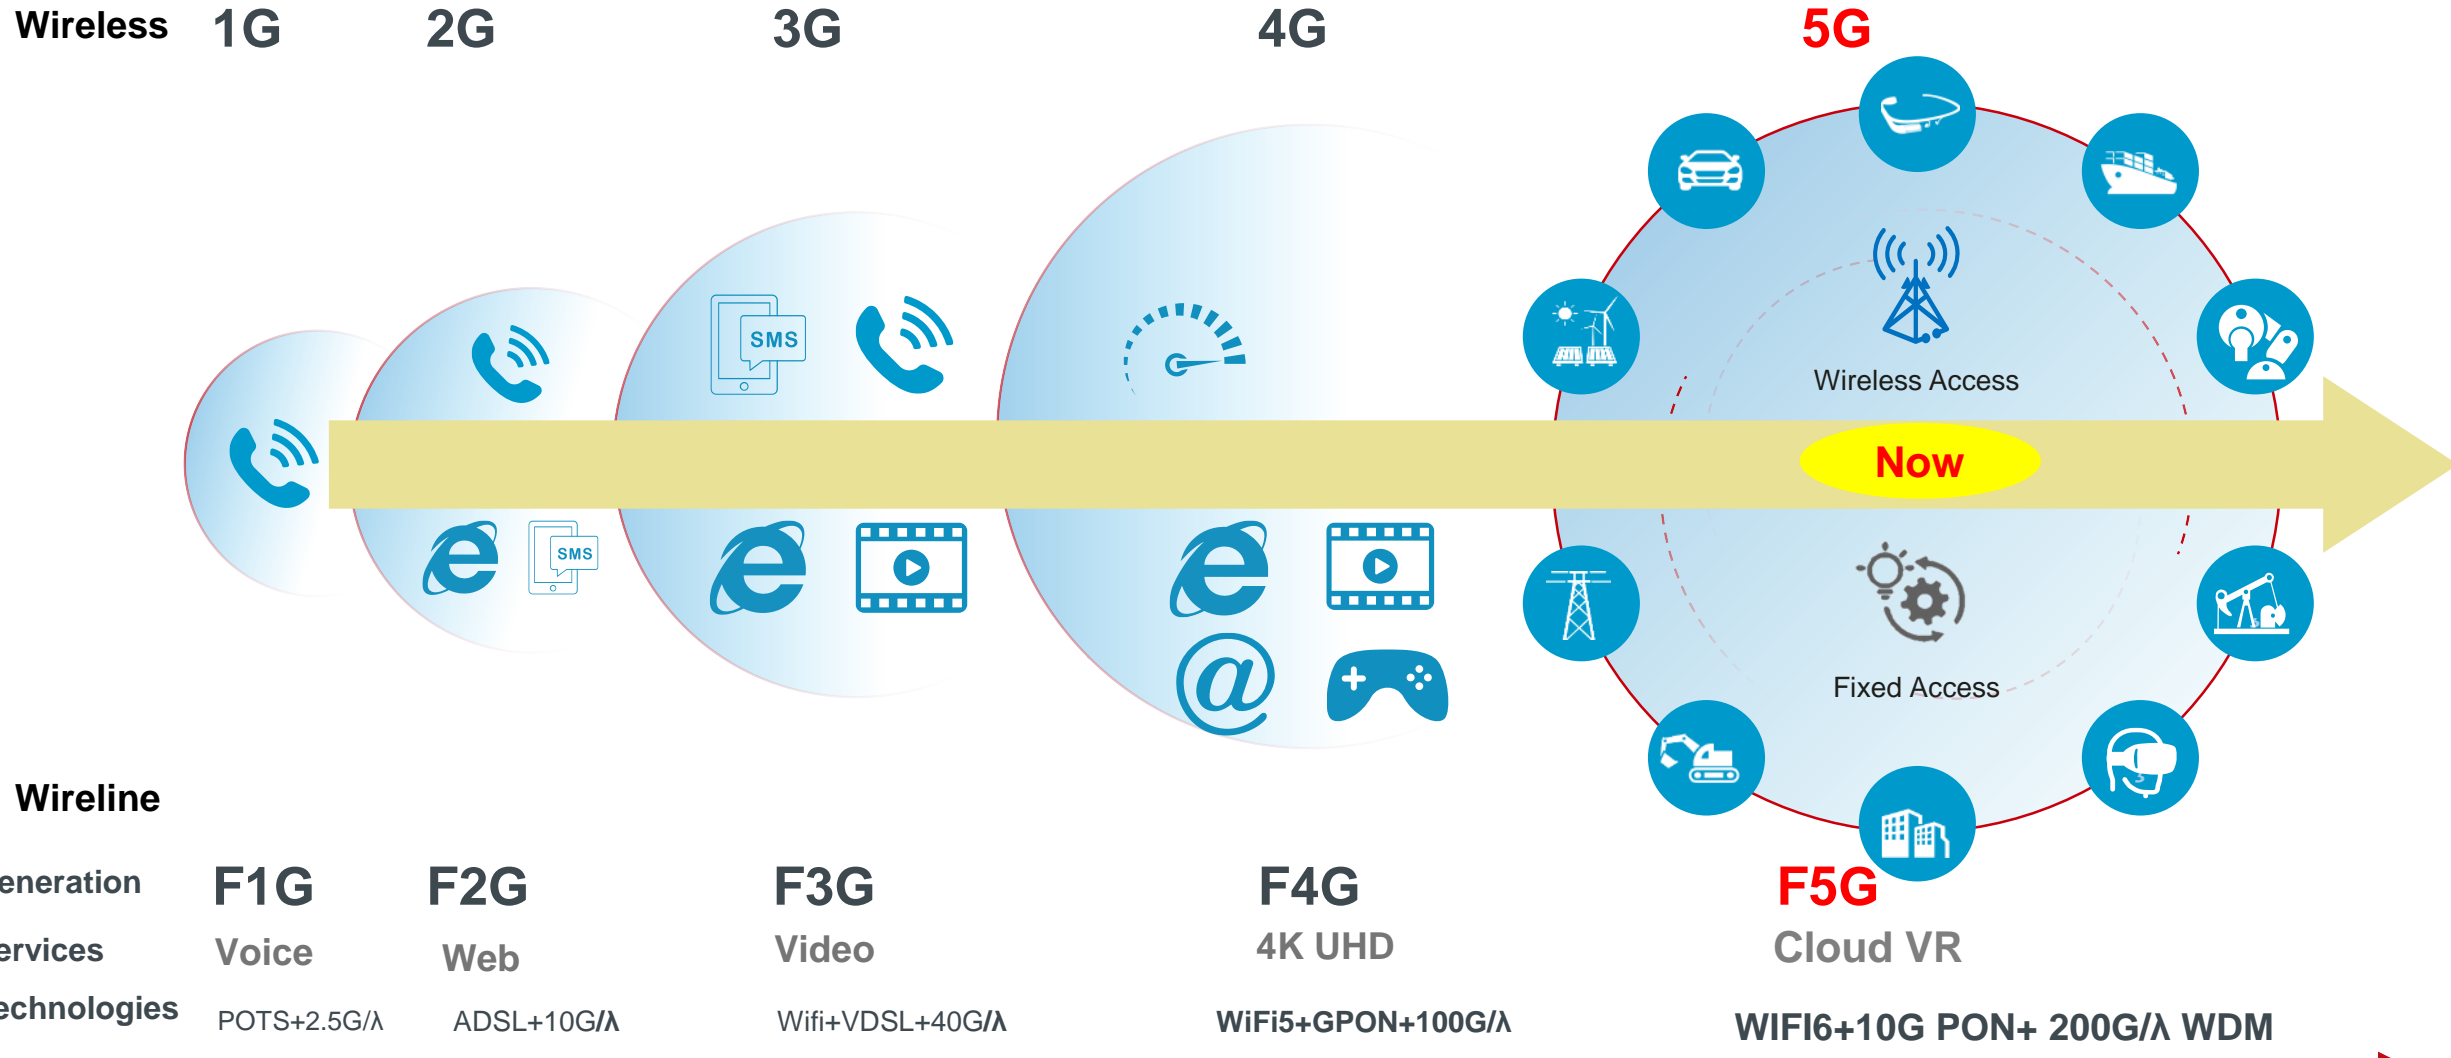 Wireless 1G 2G 3G 4G 5G
SMS
Wireless Access
Now
SMS
Fixed Access
Wireline
eneration F1G F2G F3G F4G F5G
ervices Voice Web Video 4K UHD Cloud VR
echnologies POTS+2.5G/λ ADSL+10G/λ Wifi+VDSL+40G/λ WiFi5+GPON+100G/λ WIFI6+10G PON+ 200G/λ WDM